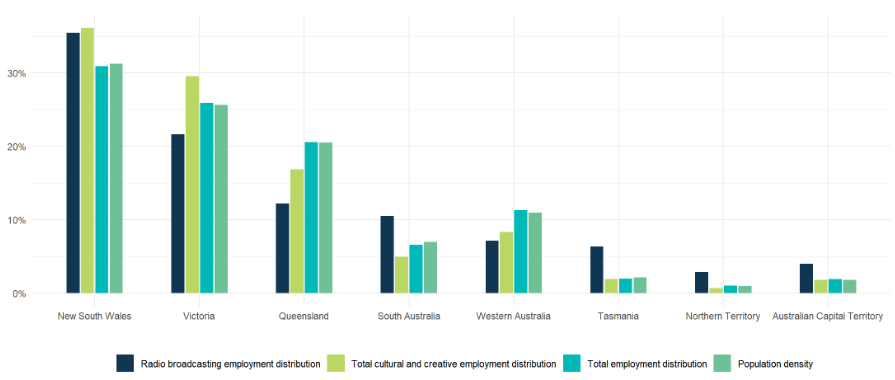 30%
20%
10%
0%
New South Wales Victoria Queensland South Australia Western Australia Tasmania Northern Territory Australian Capital Territory
Radio broadcasting employment distribution Total cultural and creative employment distribution Total employment distribution Population density